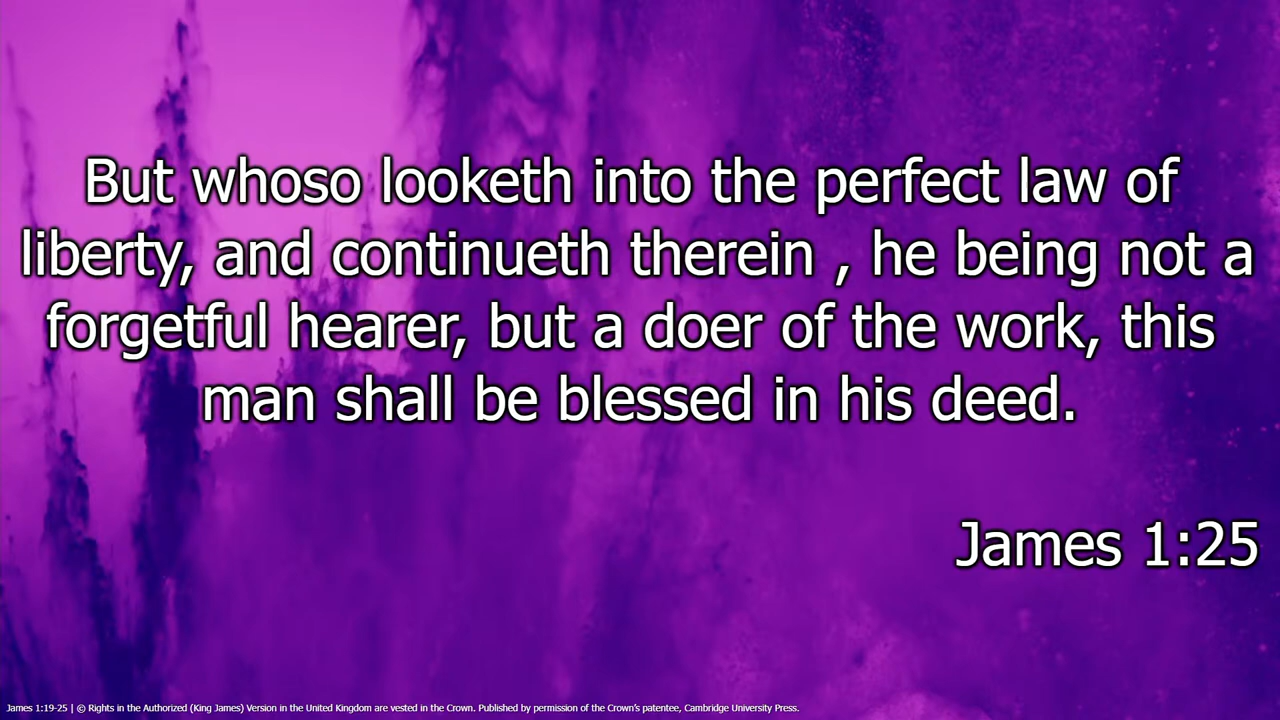 But whoso looketh into the perfect law of
liberty, and continueth therein , he being not a
forgetful hearer, but a doer of the work, this
man shall be blessed in his deed.
James 1:25
James 1:19-25 | © Rights in the Authorized (King James) Version in the United Kingdom are vested in the Crown. Published by permission of the Crown's patentee, Cambridge University Press.